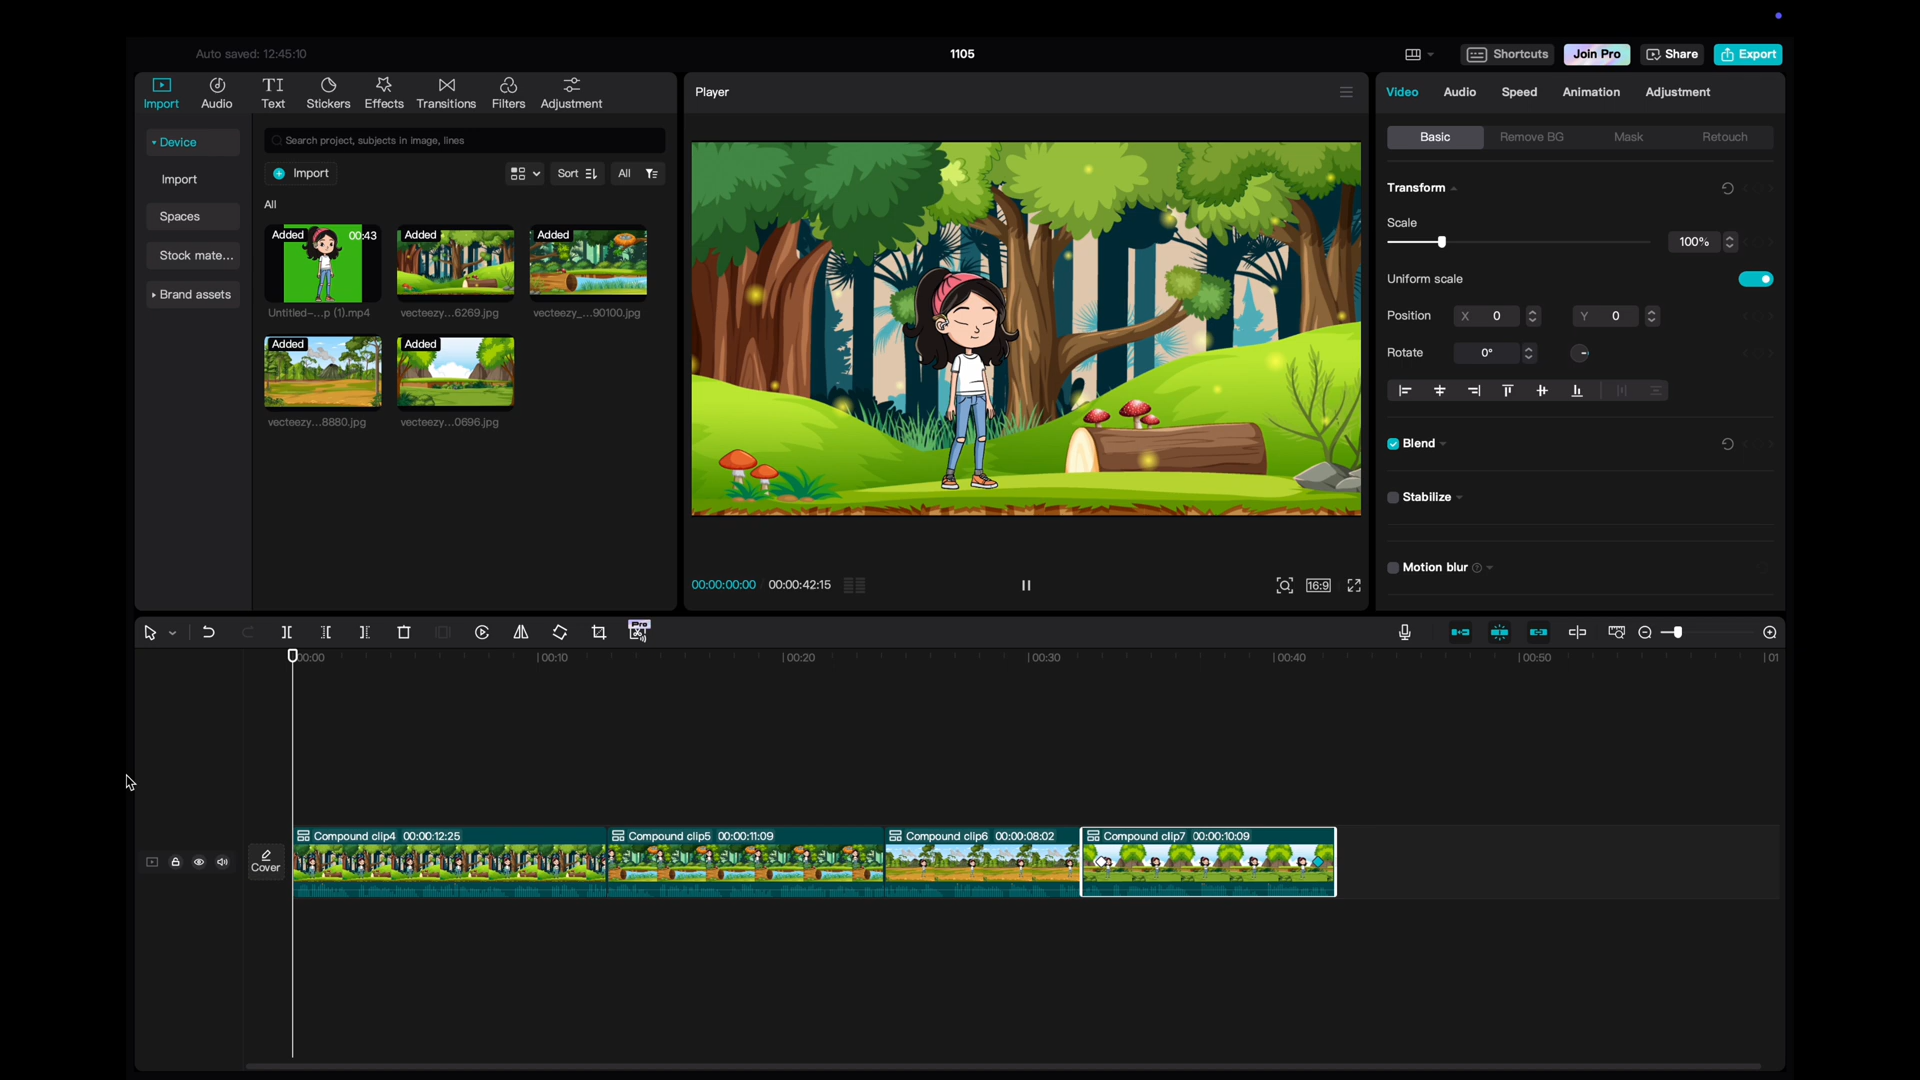 Auto saved: 12:45:10
1105
Shortcuts
Join Pro
Share
Export
Import
Audio
Text
Stickers
Effects
Transitions
Filters
Adjustment
Device
Import
Spaces
Stock mate...
Brand assets
Search project, subjects in image, lines
Import
Sort
All
All
Added
00:43
Untitled-...p (1).mp4
Added
vecteezy...6269.jpg
Added
vecteezy_...90100.jpg
Added
vecteezy...8880.jpg
Added
vecteezy...0696.jpg
Player
00:00:00:00
00:00:42:15
16:9
Video
Audio
Speed
Animation
Adjustment
Basic
Remove BG
Mask
Retouch
Transform
Scale
100%
Uniform scale
Position
X 0
Y 0
Rotate
0°
Blend
Stabilize
Motion blur
Pro
00:00
00:10
00:20
00:30
00:40
00:50
01
Cover
Compound clip4 00:00:12:25
Compound clip5 00:00:11:09
Compound clip6 00:00:08:02
Compound clip7 00:00:10:09